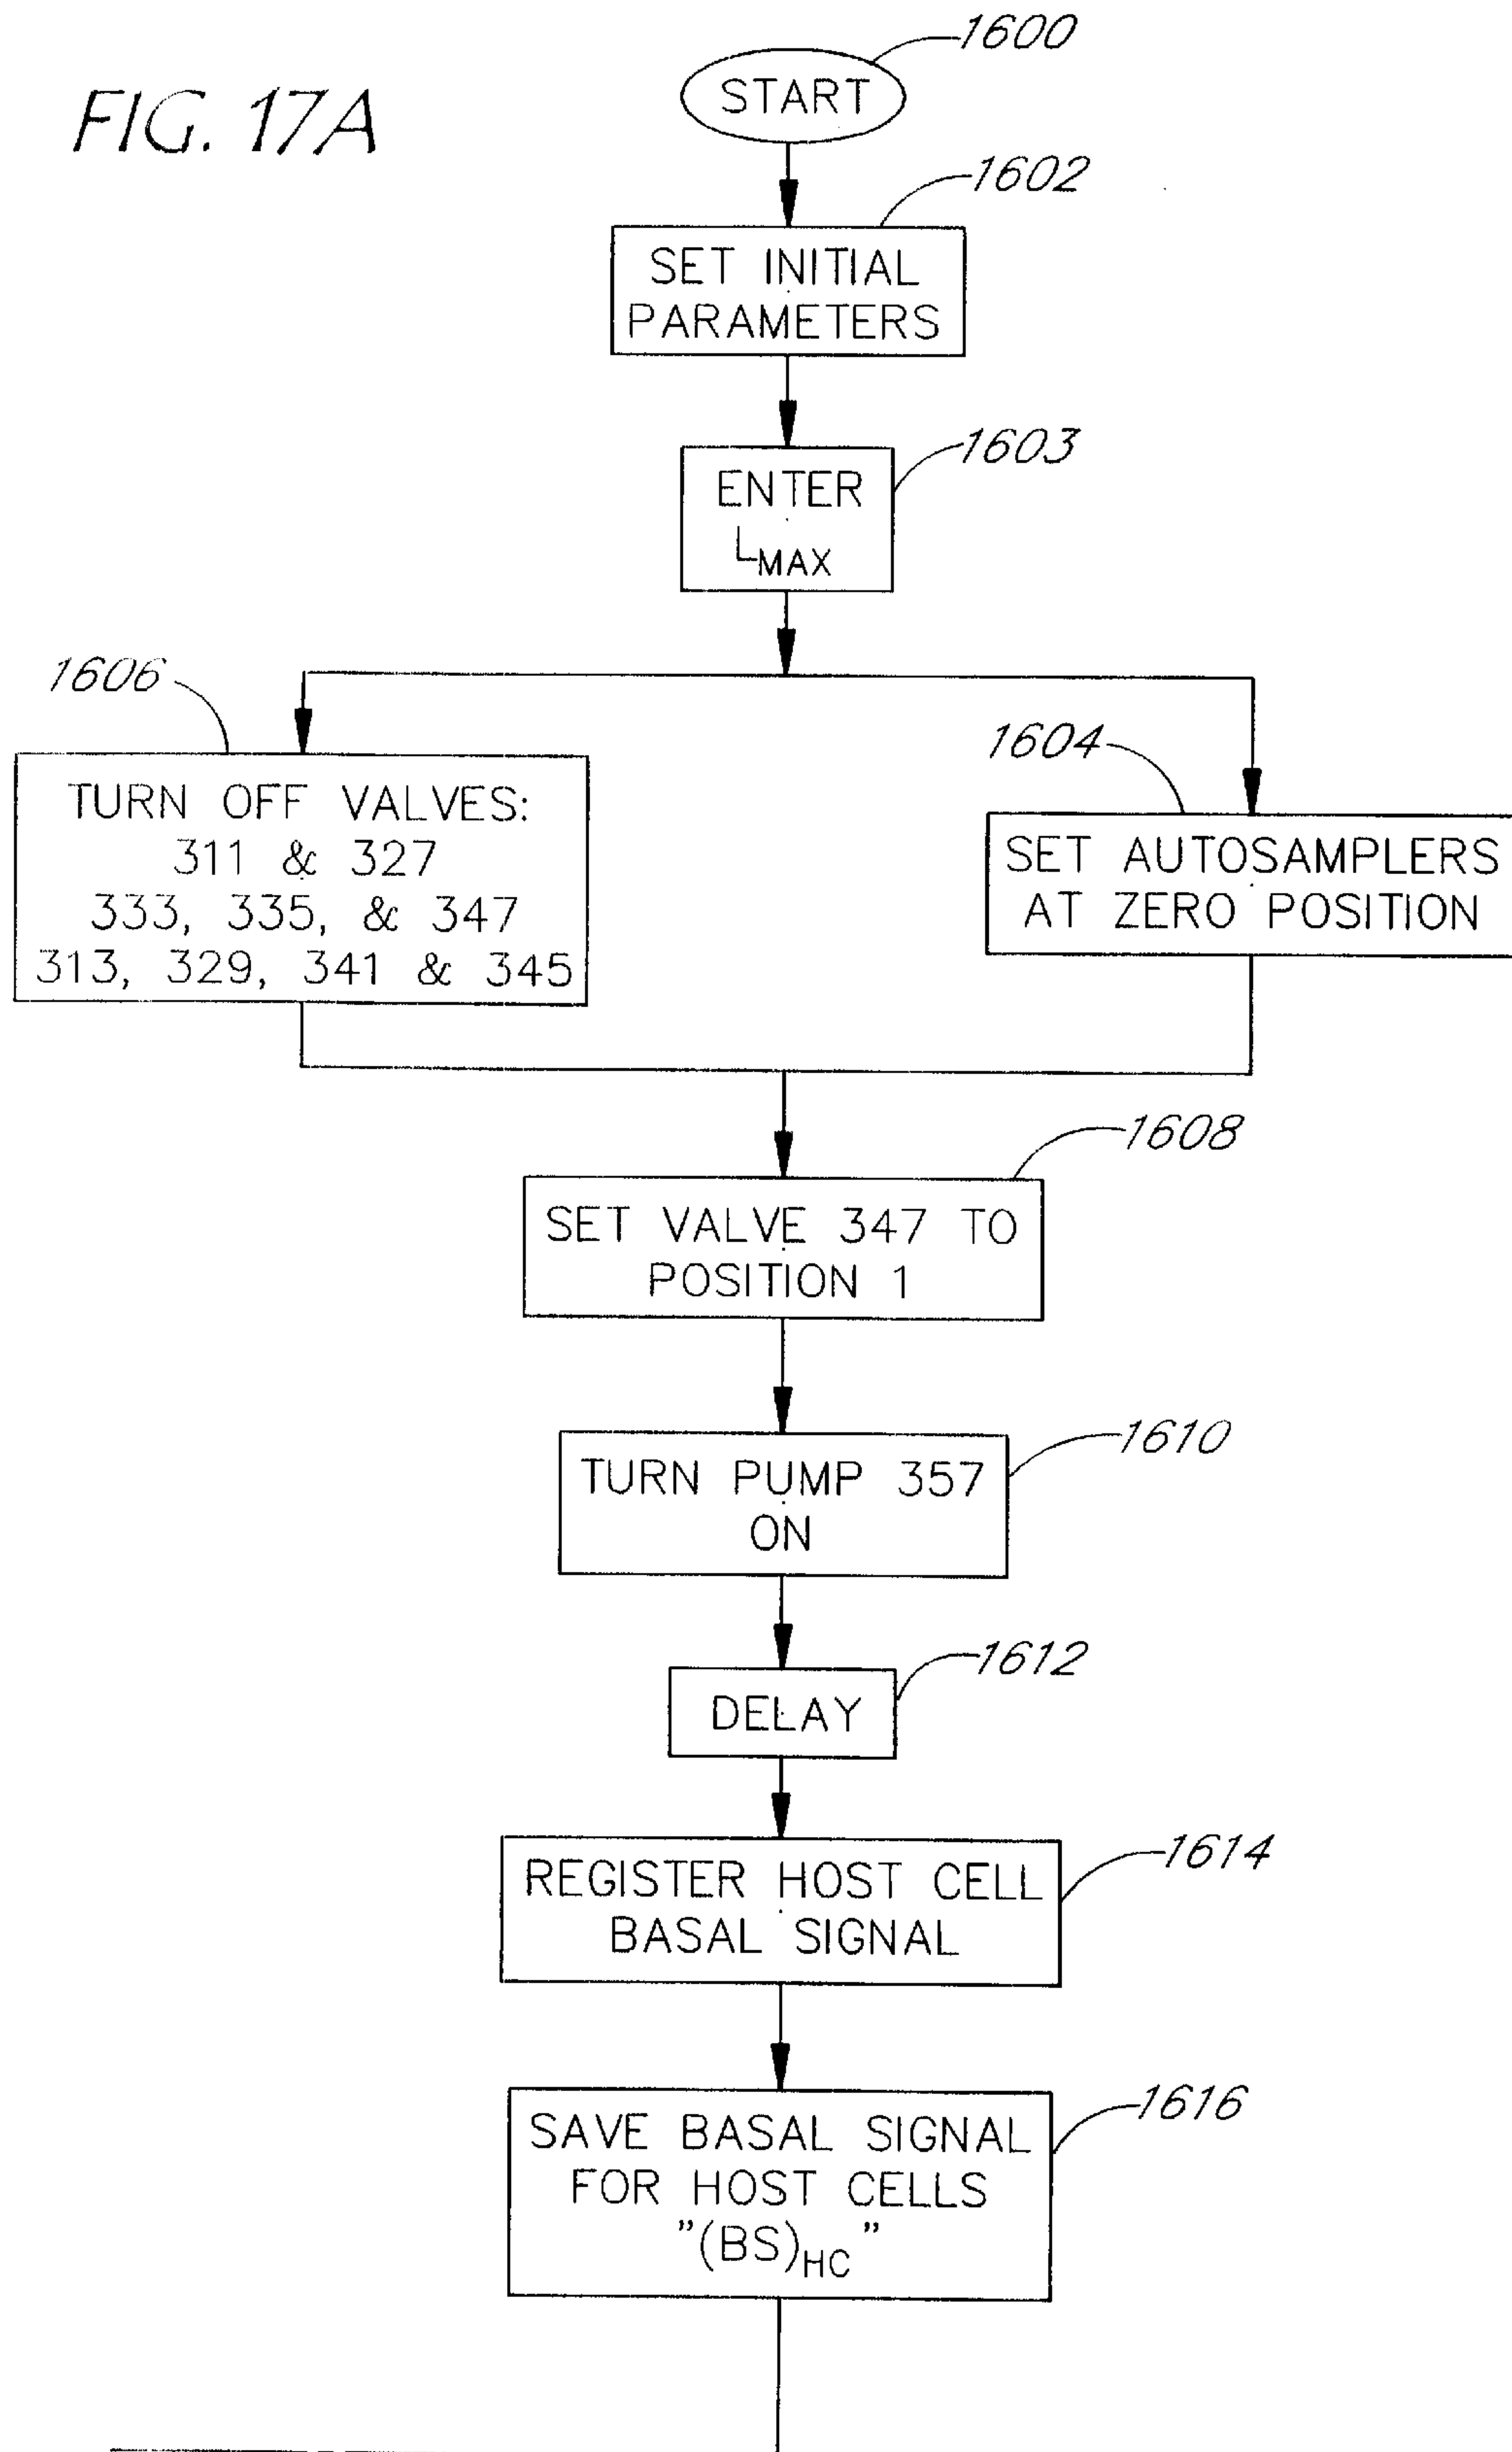 FIG. 17A
1600
START
1602
SET INITIAL
PARAMETERS
1603
ENTER
LMAX
1606
TURN OFF VALVES:
311 & 327
333, 335, & 347
313, 329, 341 & 345
1604
SET AUTOSAMPLERS
AT ZERO POSITION
1608
SET VALVE 347 TO
POSITION 1
1610
TURN PUMP 357
ON
1612
DELAY
1614
REGISTER HOST CELL
BASAL SIGNAL
1616
SAVE BASAL SIGNAL
FOR HOST CELLS
"(BS)HC"